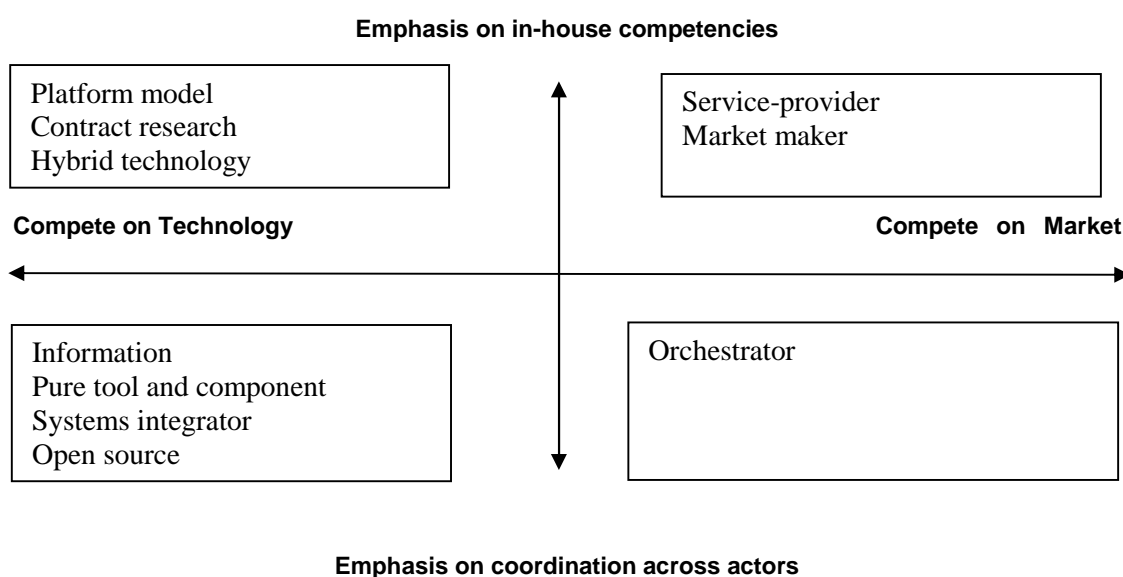 Emphasis on in-house competencies
Platform model
Contract research
Hybrid technology
Service-provider
Market maker
Compete on Technology
Compete on Market
Information
Pure tool and component
Systems integrator
Open source
Orchestrator
Emphasis on coordination across actors